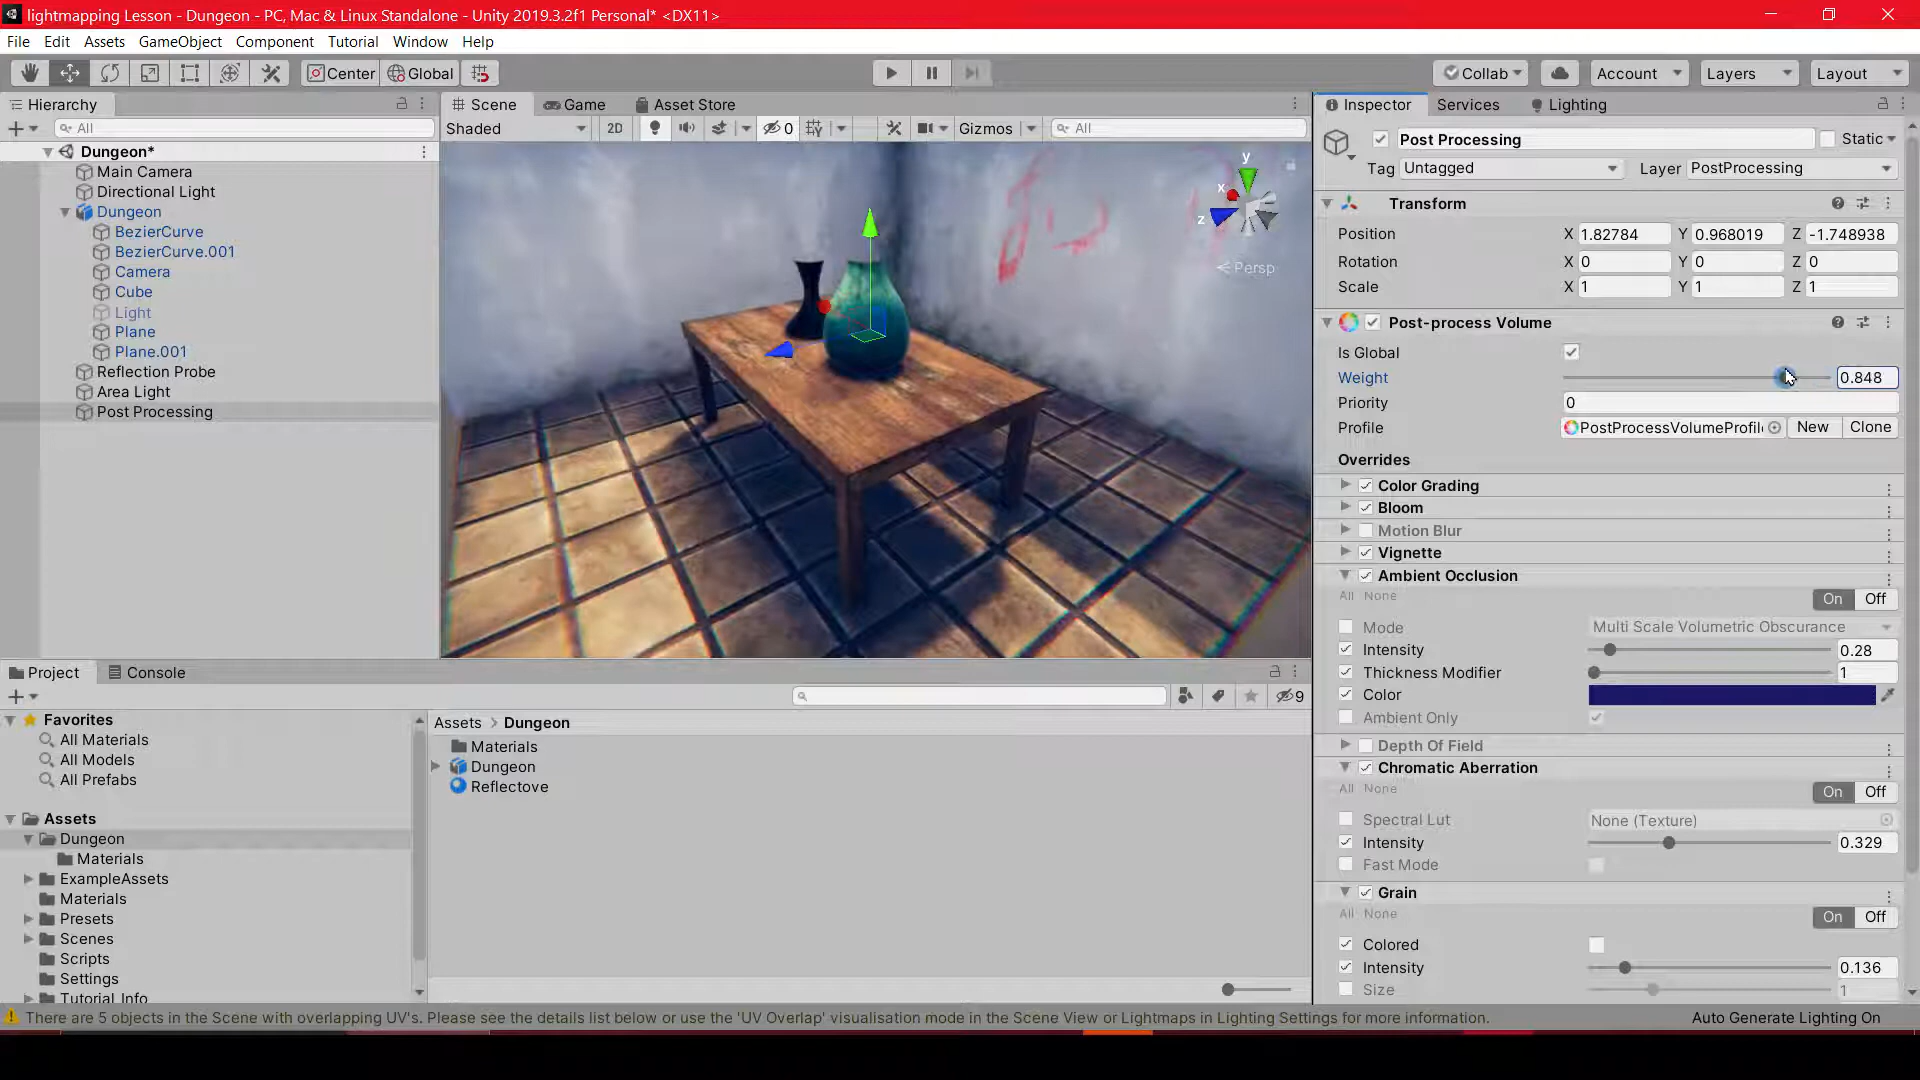 lightmapping Lesson - Dungeon - PC, Mac & Linux Standalone - Unity 2019.3.2f1 Personal* <DX11>
File Edit Assets GameObject Component Tutorial Window Help
Center Global Collab Account Layers Layout
Hierarchy
All
Dungeon*
Main Camera
Directional Light
Dungeon
BezierCurve
BezierCurve.001
Camera
Cube
Light
Plane
Plane.001
Reflection Probe
Area Light
Post Processing
Scene Game Asset Store
Shaded 2D 0 Gizmos All
y
x
z
Persp
Inspector Services Lighting
Post Processing Static
Tag Untagged Layer PostProcessing
Transform
Position X 1.82784 Y 0.968019 Z -1.748938
Rotation X 0 Y 0 Z 0
Scale X 1 Y 1 Z 1
Post-process Volume
Is Global
Weight 0.848
Priority 0
Profile PostProcessVolumeProfil New Clone
Overrides
Color Grading
Bloom
Motion Blur
Vignette
Ambient Occlusion
All None On Off
Mode Multi Scale Volumetric Obscurance
Intensity 0.28
Thickness Modifier 1
Color
Ambient Only
Depth Of Field
Chromatic Aberration
All None On Off
Spectral Lut None (Texture)
Intensity 0.329
Fast Mode
Grain
All None On Off
Colored
Intensity 0.136
Size 1
Project Console
9
Favorites
All Materials
All Models
All Prefabs
Assets
Dungeon
Materials
ExampleAssets
Materials
Presets
Scenes
Scripts
Settings
Tutorial Info
Assets > Dungeon
Materials
Dungeon
Reflectove
There are 5 objects in the Scene with overlapping UV's. Please see the details list below or use the 'UV Overlap' visualisation mode in the Scene View or Lightmaps in Lighting Settings for more information.
Auto Generate Lighting On